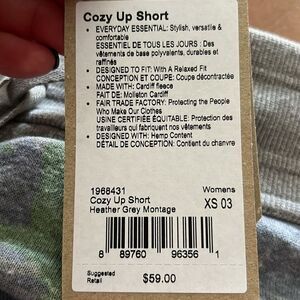 Cozy Up Short
• EVERYDAY ESSENTIAL: Stylish, versatile &
comfortable
ESSENTIEL DE TOUS LES JOURS : Des
vêtements de base polyvalents, durables et
raffinés
• DESIGNED TO FIT: With A Relaxed Fit
CONCEPTION ET COUPE: Coupe décontractée
• MADE WITH: Cardiff fleece
FAIT DE: Molleton Cardiff
• FAIR TRADE FACTORY: Protecting the People
Who Make Our Clothes
USINE CERTIFIÉE ÉQUITABLE: Protection des
travailleurs qui fabriquent nos vêtements
• DESIGNED WITH: Hemp Content
DÉTAIL DE CONCEPTION: Contient du chanvre
1968431 Womens
Cozy Up Short XS 03
Heather Grey Montage
8 89760 96356 1
Suggested
Retail $59.00